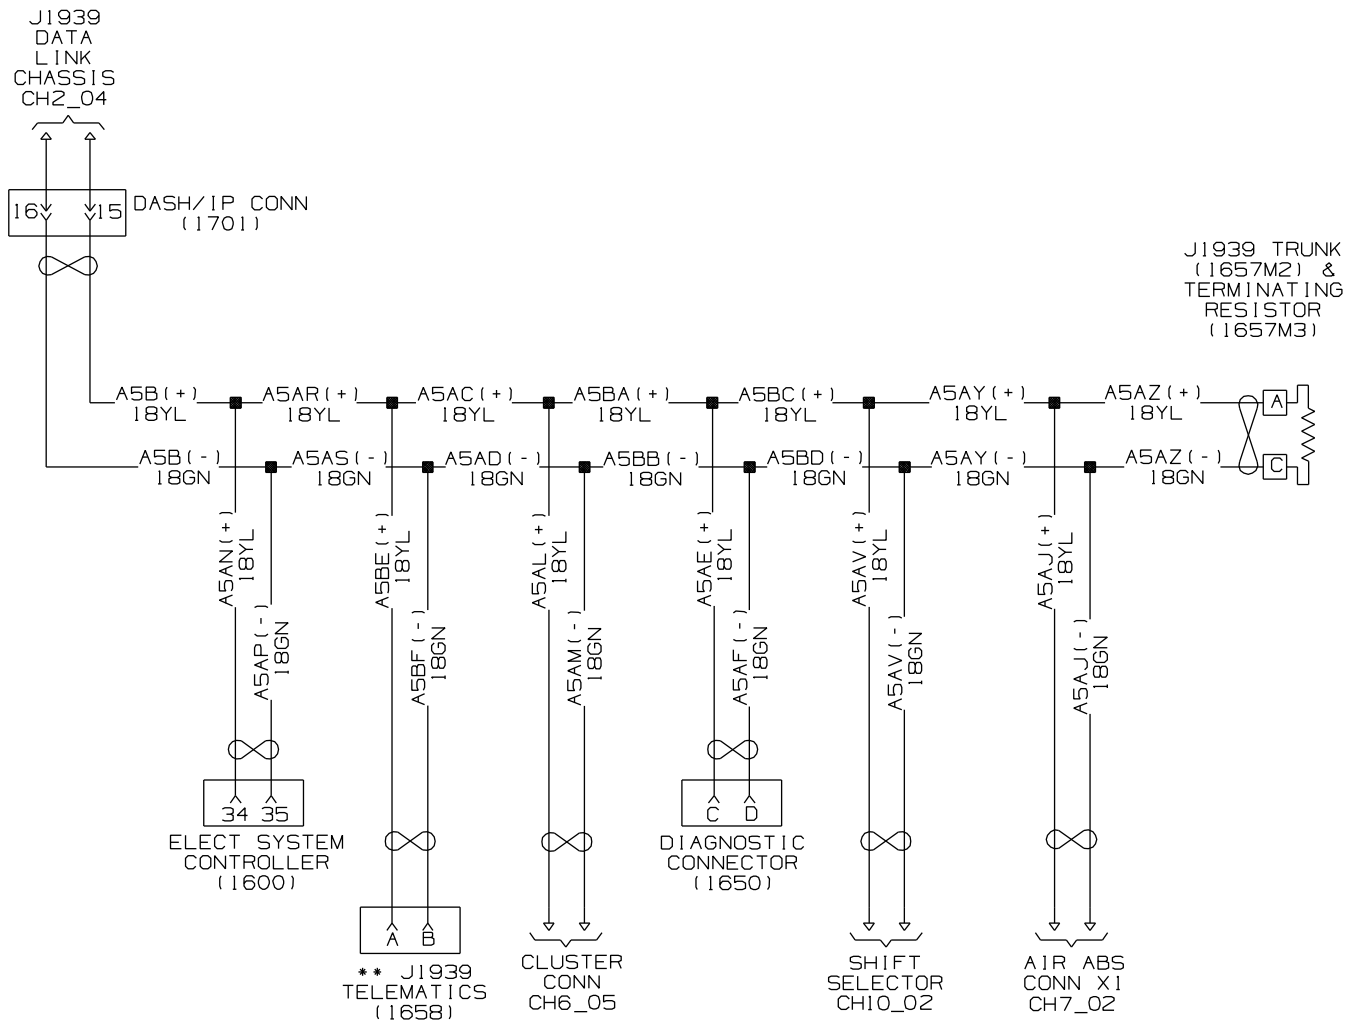 J1939
DATA
LINK
CHASSIS
CH2_04
16
15
DASH/IP CONN
(1701)
J1939 TRUNK
(1657M2) &
TERMINATING
RESISTOR
(1657M3)
A5B(+)
18YL
A5AR(+)
18YL
A5AC(+)
18YL
A5BA(+)
18YL
A5BC(+)
18YL
A5AY(+)
18YL
A5AZ(+)
18YL
A
A5B(-)
18GN
A5AS(-)
18GN
A5AD(-)
18GN
A5BB(-)
18GN
A5BD(-)
18GN
A5AY(-)
18GN
A5AZ(-)
18GN
C
A5AN(+)
18YL
A5AP(-)
18GN
A5BE(+)
18YL
A5BF(-)
18GN
A5AL(+)
18YL
A5AM(-)
18GN
A5AE(+)
18YL
A5AF(-)
18GN
A5AV(+)
18YL
A5AV(-)
18GN
A5AJ(+)
18YL
A5AJ(-)
18GN
34 35
ELECT SYSTEM
CONTROLLER
(1600)
A B
** J1939
TELEMATICS
(1658)
CLUSTER
CONN
CH6_05
C D
DIAGNOSTIC
CONNECTOR
(1650)
SHIFT
SELECTOR
CH10_02
AIR ABS
CONN X1
CH7_02